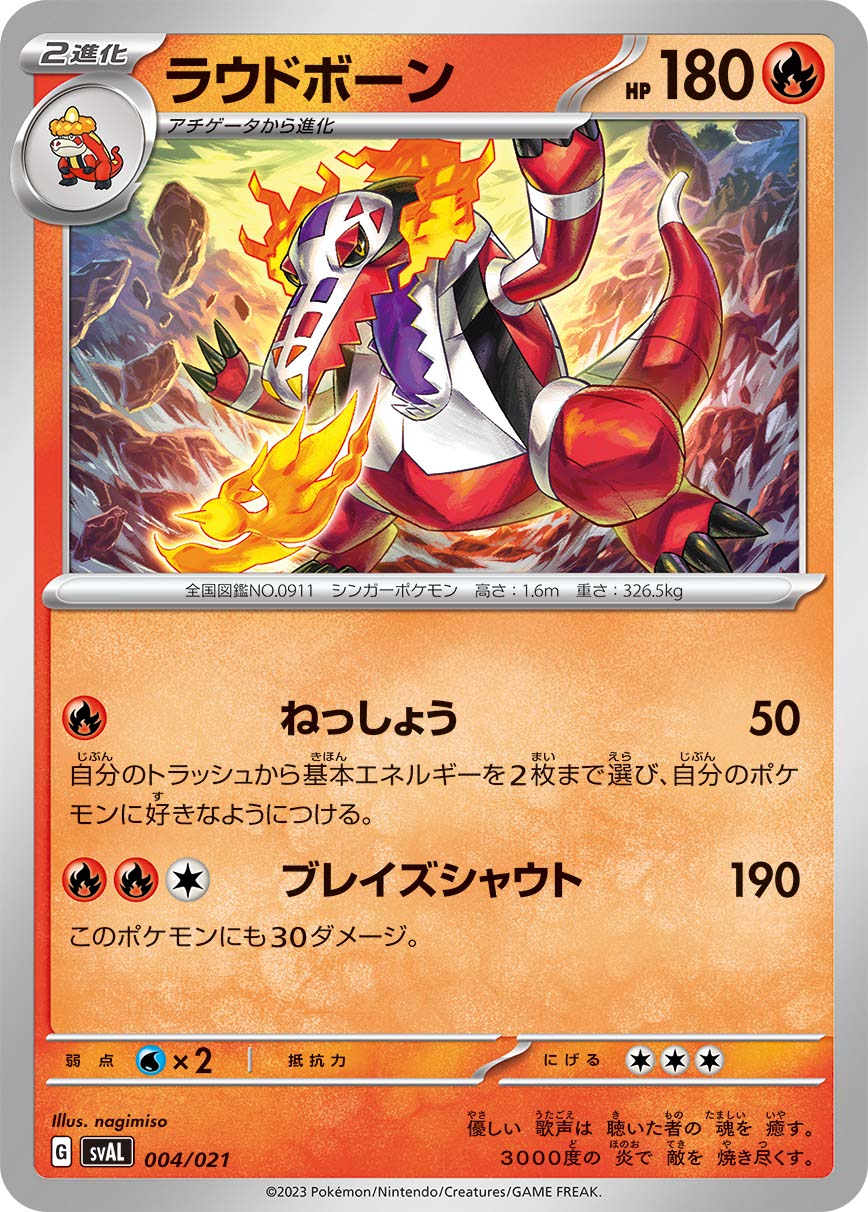 2進化
ラウドボーン
HP 180
アチゲータから進化
全国図鑑NO.0911 シンガーポケモン 高さ:1.6m 重さ:326.5kg
ねっしょう 50
自分のトラッシュから基本エネルギーを2枚まで選び、自分のポケ
モンに好きなようにつける。
ブレイズシャウト 190
このポケモンにも30ダメージ。
弱点 ×2 抵抗力 にげる
Illus. nagimiso
優しい 歌声は 聴いた者の 魂を 癒す。
3000度の 炎で 敵を 焼き尽くす。
G svAL 004/021
©2023 Pokémon/Nintendo/Creatures/GAME FREAK.